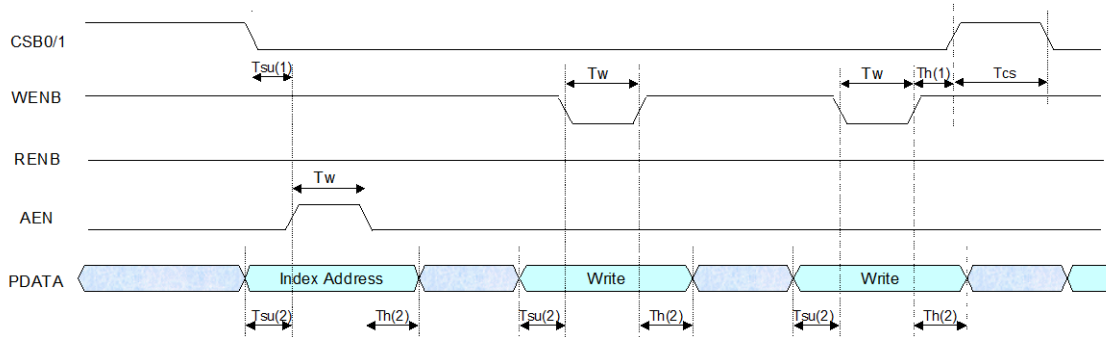 CSB0/1
Tsu(1)
Tw
Tw
Th(1)
Tcs
WENB
RENB
Tw
AEN
PDATA
Index Address
Write
Write
Tsu(2)
Th(2)
Tsu(2)
Th(2)
Tsu(2)
Th(2)